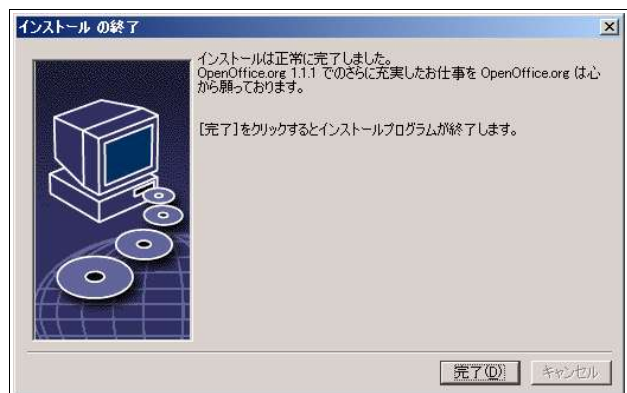 インストール の終了
インストールは正常に完了しました。
OpenOffice.org 1.1.1 でのさらに充実したお仕事を OpenOffice.org は心
から願っております。
[完了]をクリックするとインストールプログラムが終了します。
完了(D)
キャンセル